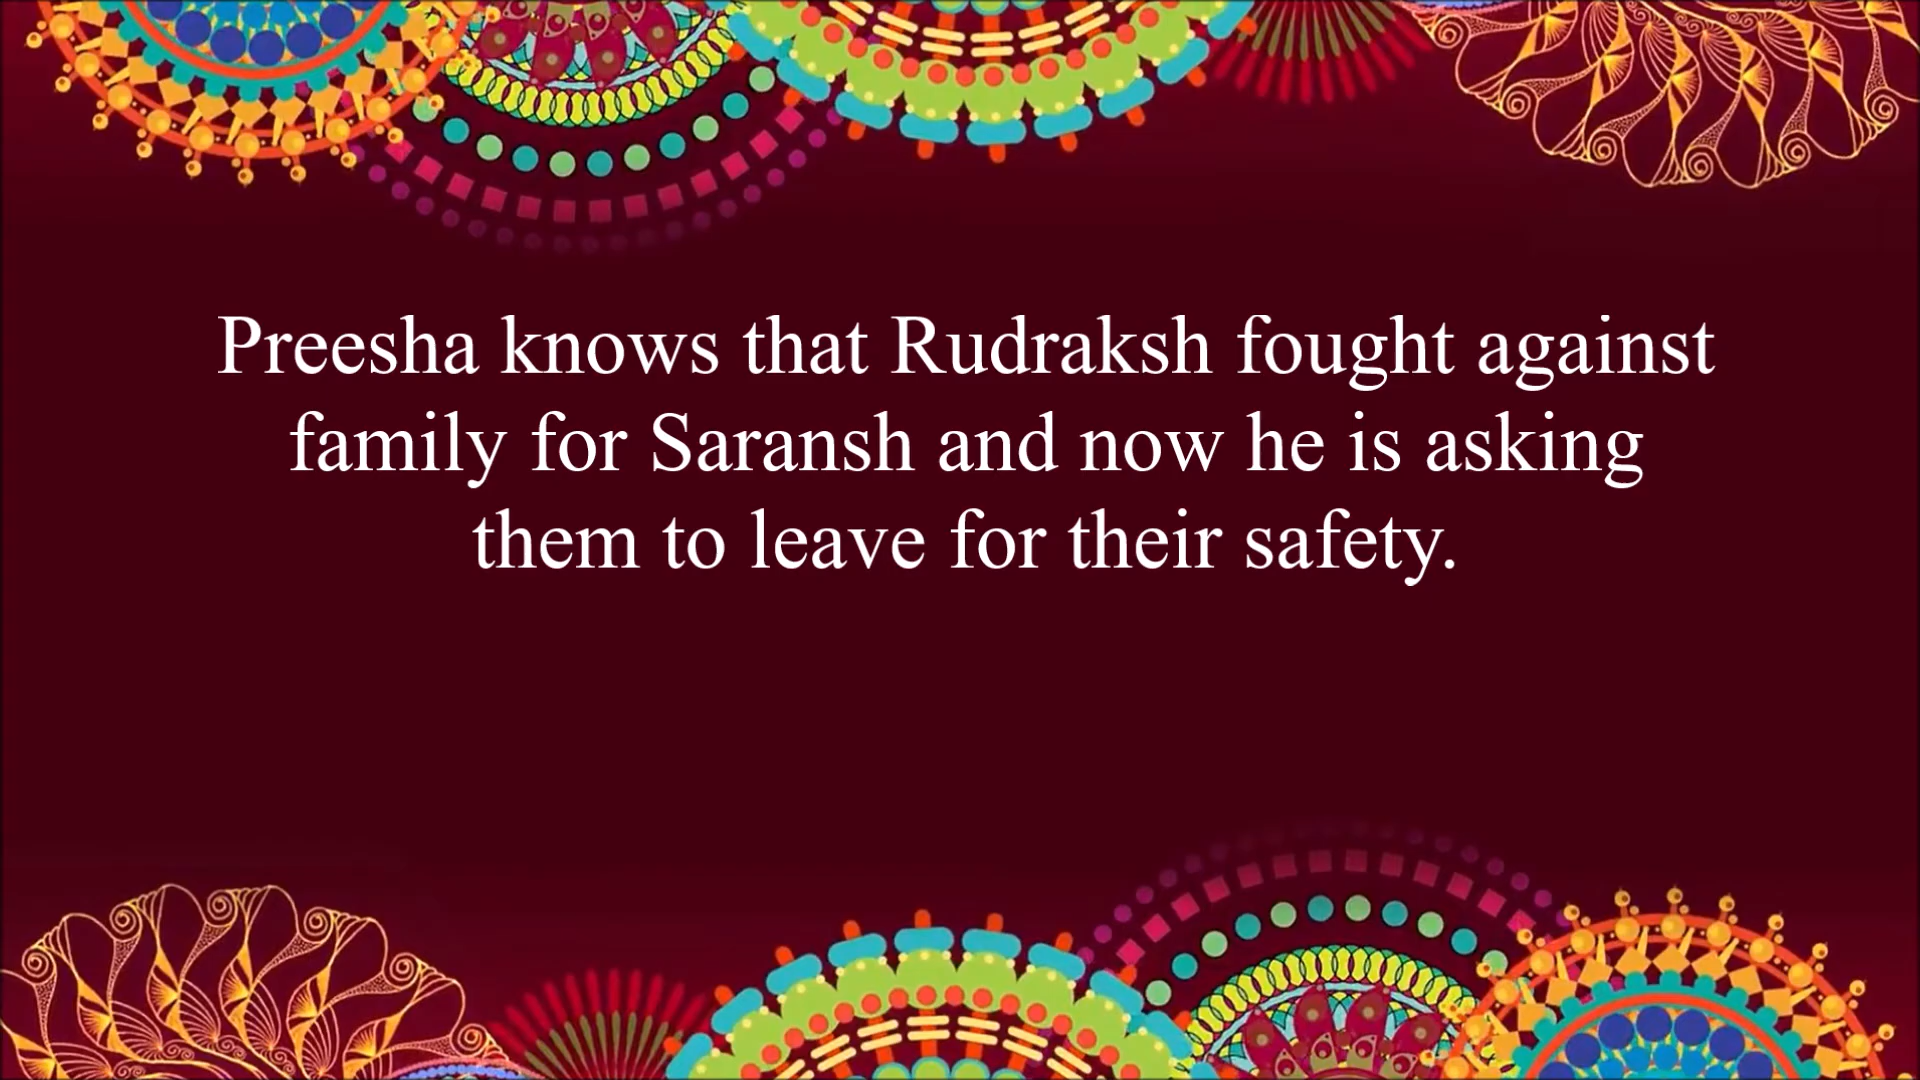 Preesha knows that Rudraksh fought against
family for Saransh and now he is asking
them to leave for their safety.